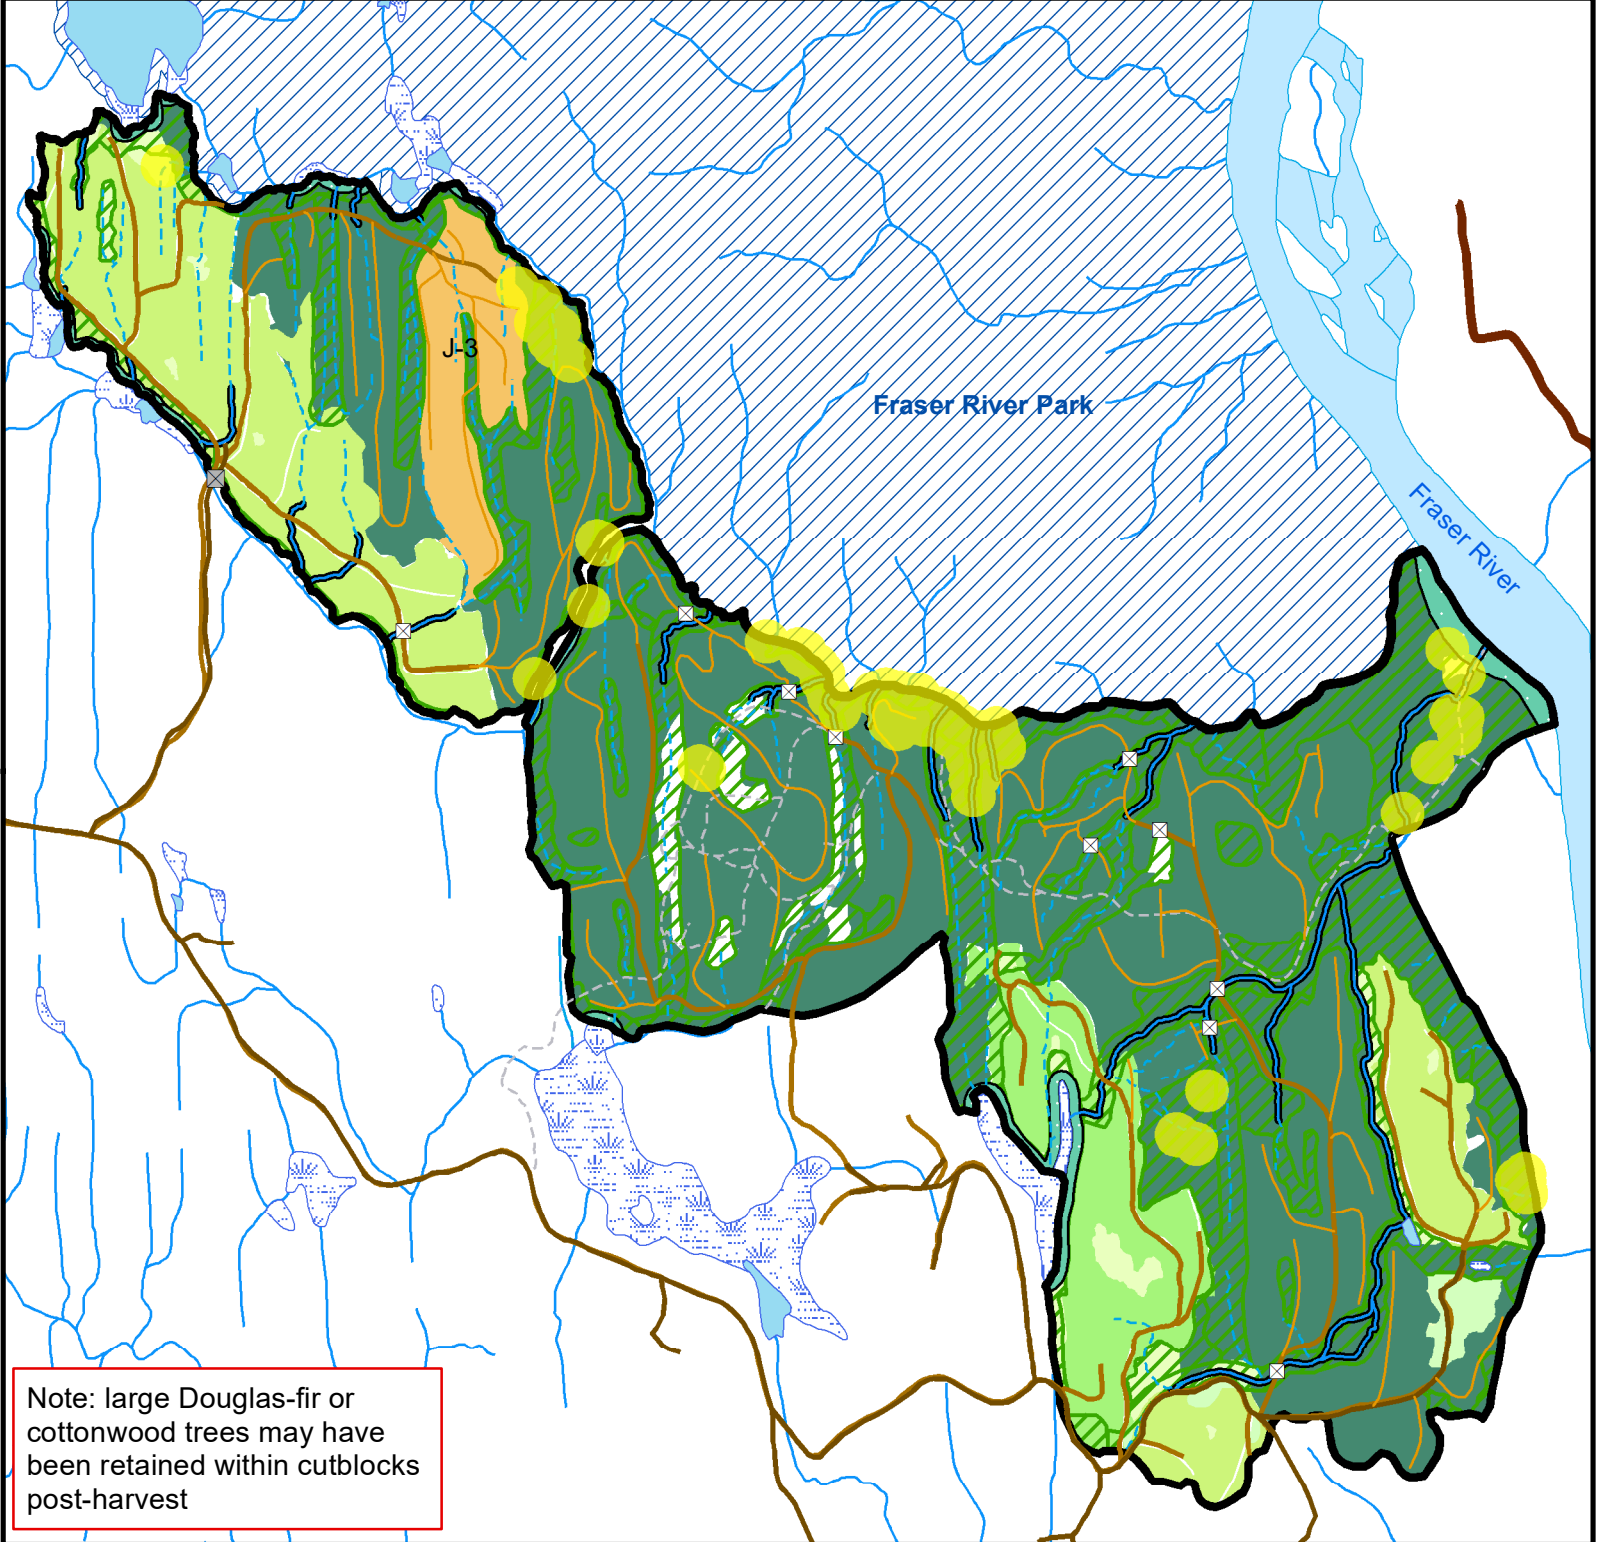 J-3
Fraser River Park
Fraser River
Note: large Douglas-fir or
cottonwood trees may have
been retained within cutblocks
post-harvest